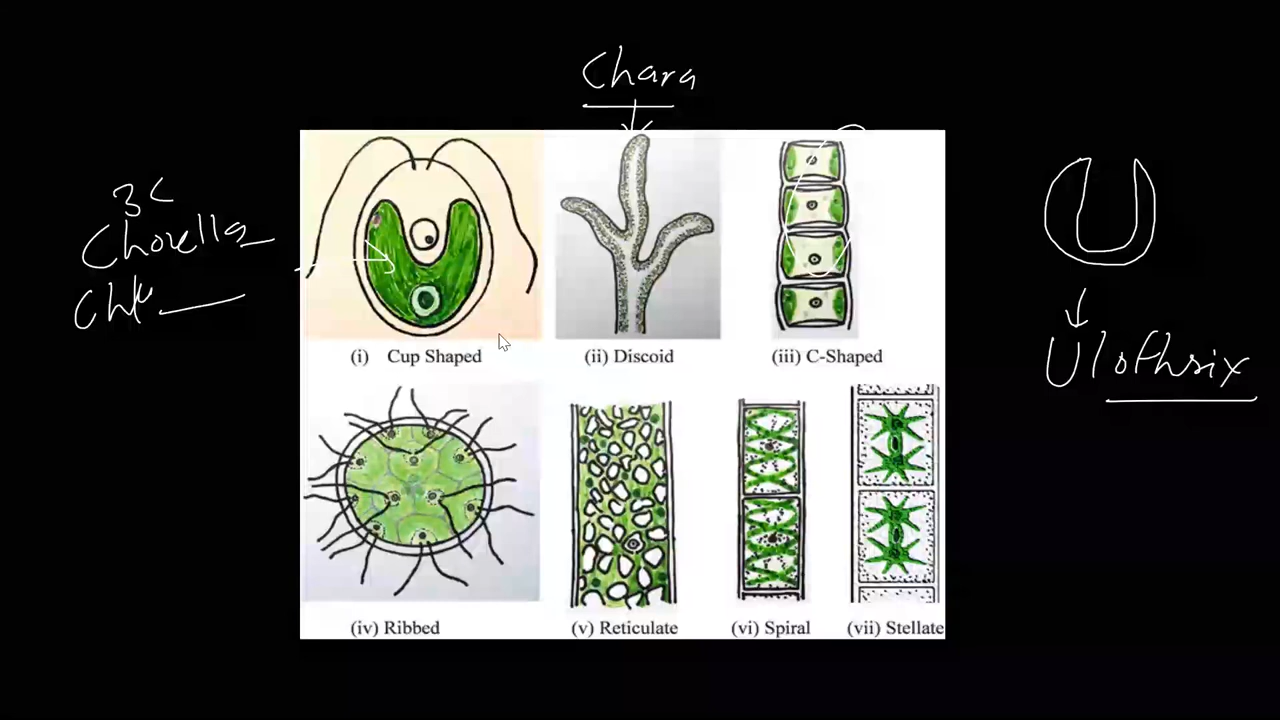 Chara
3C
Chorella
Ulothrix
(i) Cup Shaped
(ii) Discoid
(iii) C-Shaped
(iv) Ribbed
(v) Reticulate
(vi) Spiral
(vii) Stellate